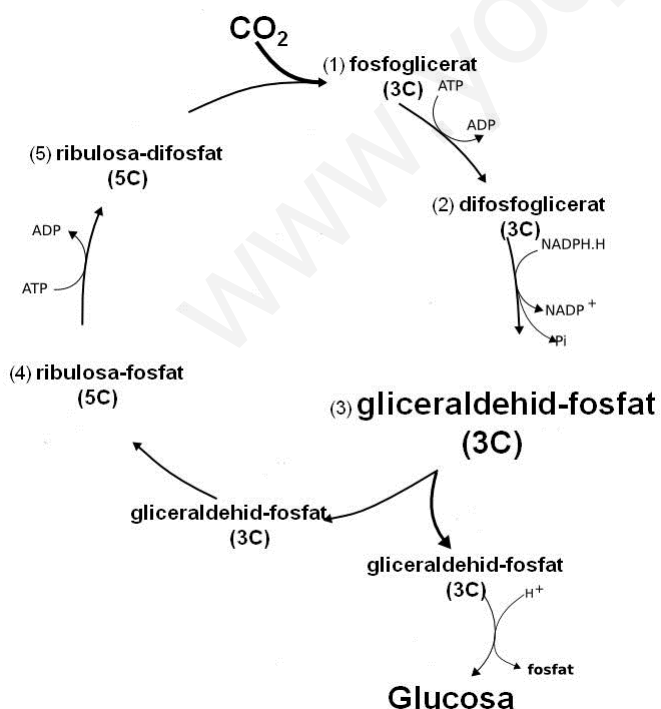 CO2
(1) fosfoglicerat
(3C)
ATP
ADP
(5) ribulosa-difosfat
(5C)
(2) difosfoglicerat
(3C)
ADP
ATP
NADPH.H
NADP +
Pi
(4) ribulosa-fosfat
(5C)
(3) gliceraldehid-fosfat
(3C)
gliceraldehid-fosfat
(3C)
gliceraldehid-fosfat
(3C)
H+
fosfat
Glucosa